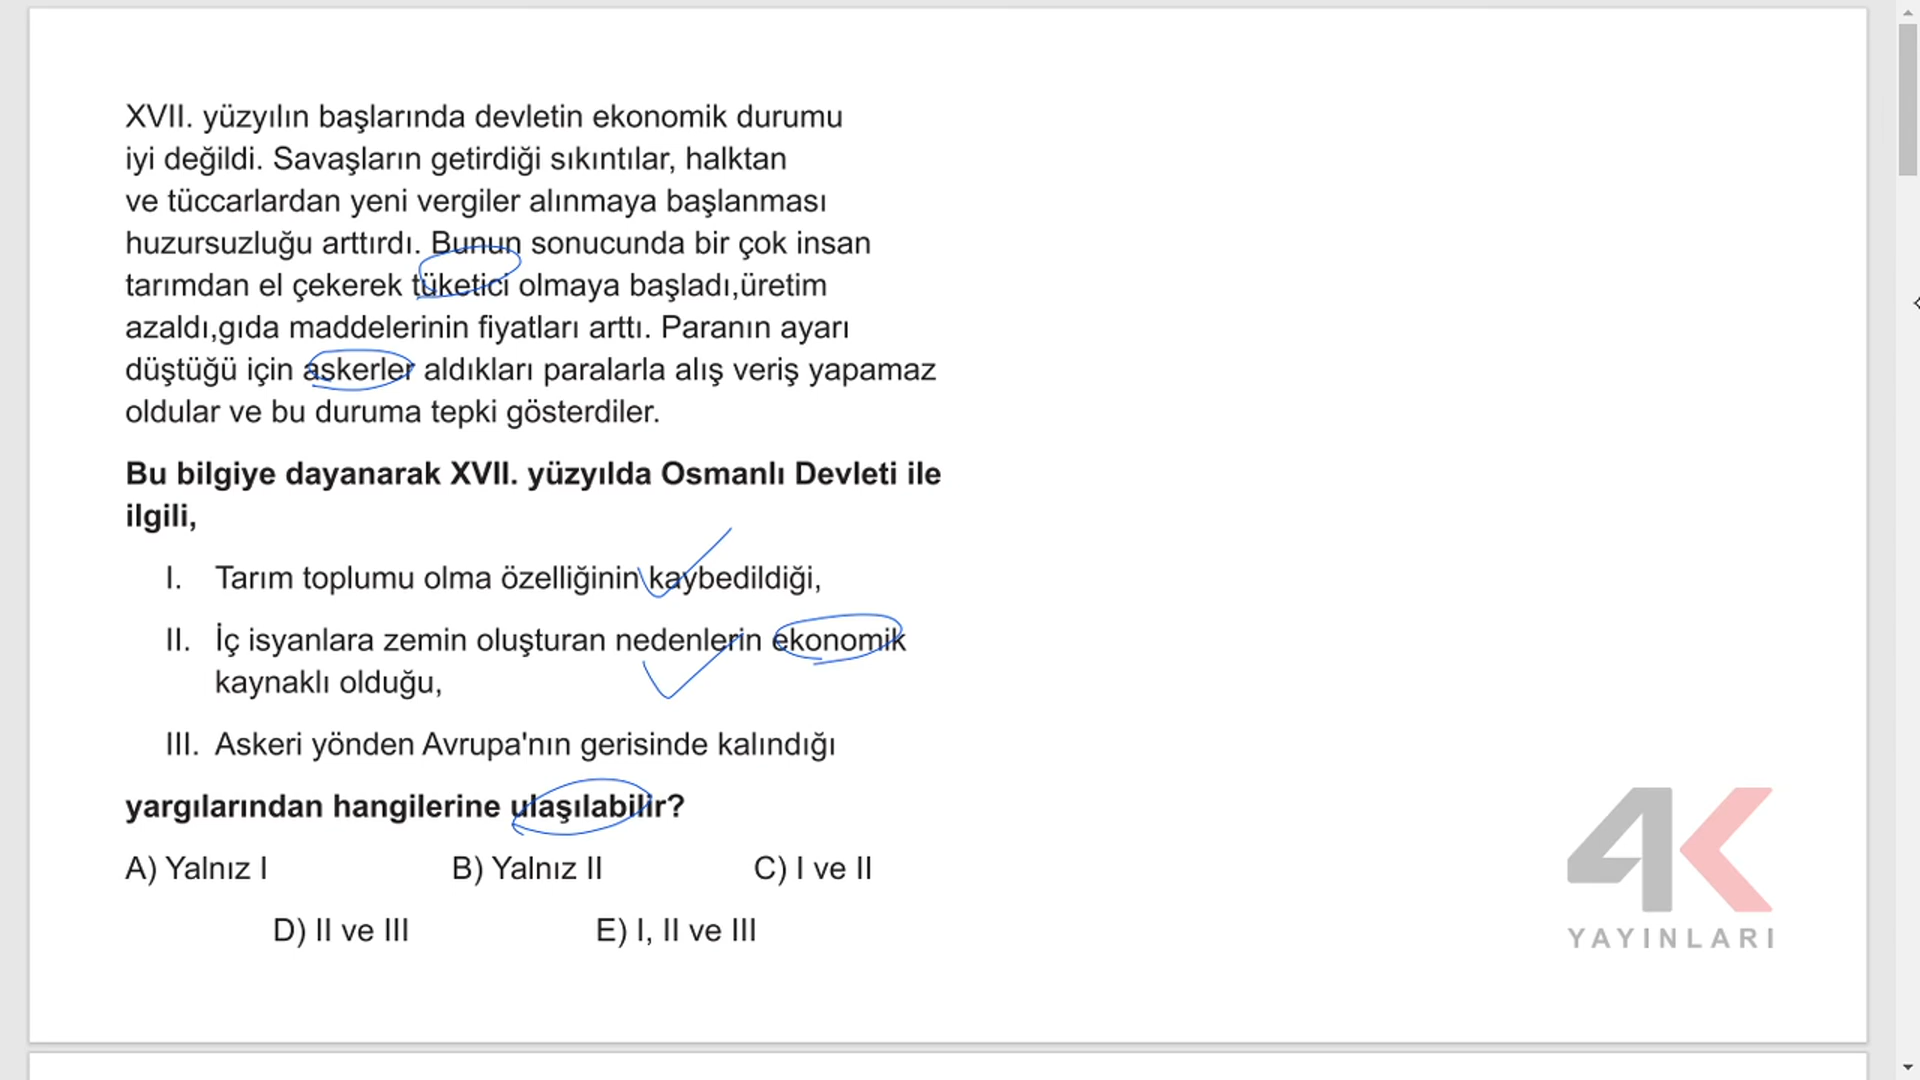 XVII. yüzyılın başlarında devletin ekonomik durumu
iyi değildi. Savaşların getirdiği sıkıntılar, halktan
ve tüccarlardan yeni vergiler alınmaya başlanması
huzursuzluğu arttırdı. Bunun sonucunda bir çok insan
tarımdan el çekerek tüketici olmaya başladı,üretim
azaldı,gıda maddelerinin fiyatları arttı. Paranın ayarı
düştüğü için askerler aldıkları paralarla alış veriş yapamaz
oldular ve bu duruma tepki gösterdiler.
Bu bilgiye dayanarak XVII. yüzyılda Osmanlı Devleti ile
ilgili,
I. Tarım toplumu olma özelliğinin kaybedildiği,
II. İç isyanlara zemin oluşturan nedenlerin ekonomik
kaynaklı olduğu,
III. Askeri yönden Avrupa'nın gerisinde kalındığı
yargılarından hangilerine ulaşılabilir?
A) Yalnız I B) Yalnız II C) I ve II
D) II ve III E) I, II ve III
4K
YAYINLARI